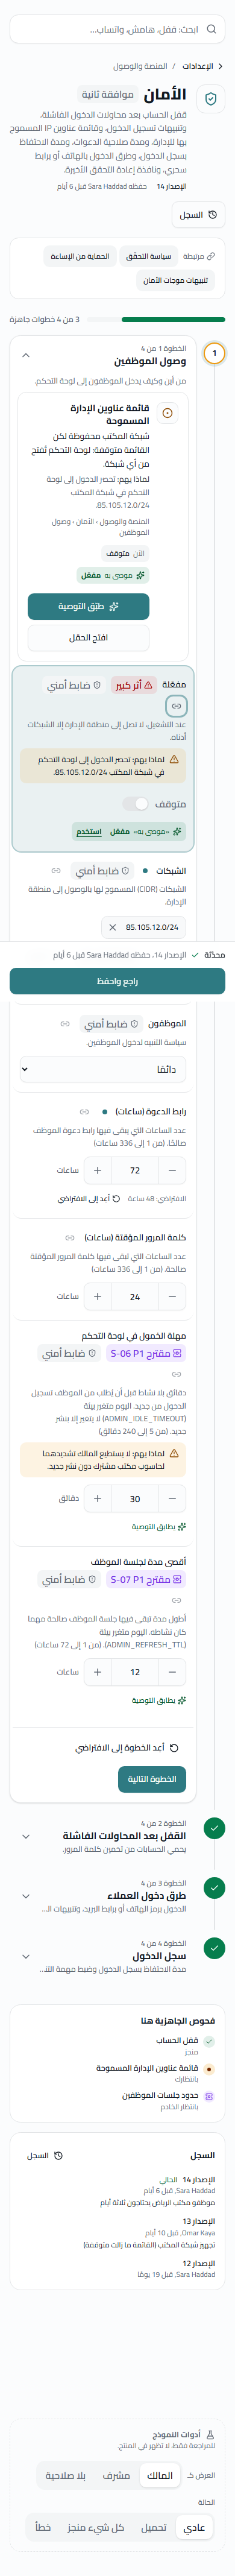 ابحث: قفل، هامش، واتساب...
الإعدادات / المنصة والوصول
الأمان موافقة ثانية
قفل الحساب بعد محاولات الدخول الفاشلة، وتنبيهات تسجيل الدخول، وقائمة عناوين IP المسموح بها للإدارة، ومدة صلاحية الدعوات، ومدة الاحتفاظ بسجل الدخول، وطرق الدخول بالهاتف أو برابط سحري، ونافذة إعادة التحقق الأخيرة.
الإصدار 14 حفظه Sara Haddad قبل 6 أيام
السجل
مرتبطة
سياسة التحقق
الحماية من الإساءة
تنبيهات موجات الأمان
3 من 4 خطوات جاهزة
1
الخطوة 1 من 4
وصول الموظفين
من أين وكيف يدخل الموظفون إلى لوحة التحكم.
قائمة عناوين الإدارة المسموحة
شبكة المكتب محفوظة لكن القائمة متوقفة: لوحة التحكم تُفتح من أي شبكة.
لماذا يهم: تحصر الدخول إلى لوحة التحكم في شبكة المكتب 85.105.12.0/24.
المنصة والوصول › الأمان › وصول الموظفين
الآن متوقف
موصى به مفعّل
طبّق التوصية
افتح الحقل
مفعّلة
أثر كبير
ضابط أمني
عند التشغيل، لا تصل إلى منطقة الإدارة إلا الشبكات أدناه.
لماذا يهم: تحصر الدخول إلى لوحة التحكم في شبكة المكتب 85.105.12.0/24.
متوقف
«موصى به» مفعّل استخدم
الشبكات
ضابط أمني
الشبكات (CIDR) المسموح لها بالوصول إلى منطقة الإدارة.
85.105.12.0/24
محدّثة الإصدار 14، حفظه Sara Haddad قبل 6 أيام
راجع واحفظ
الموظفون
ضابط أمني
سياسة التنبيه لدخول الموظفين.
دائمًا
رابط الدعوة (ساعات)
عدد الساعات التي يبقى فيها رابط دعوة الموظف صالحًا. (من 1 إلى 336 ساعات)
72
ساعات
الافتراضي: 48 ساعة أعد إلى الافتراضي
كلمة المرور المؤقتة (ساعات)
عدد الساعات التي تبقى فيها كلمة المرور المؤقتة صالحة. (من 1 إلى 336 ساعات)
24
ساعات
مهلة الخمول في لوحة التحكم
مقترح S-06 P1
ضابط أمني
دقائق بلا نشاط قبل أن يُطلب من الموظف تسجيل الدخول من جديد. اليوم متغير بيئة (ADMIN_IDLE_TIMEOUT) لا يتغير إلا بنشر جديد. (من 5 إلى 240 دقائق)
لماذا يهم: لا يستطيع المالك تشديدهما لحاسوب مكتب مشترك دون نشر جديد.
30
دقائق
يطابق التوصية
أقصى مدة لجلسة الموظف
مقترح S-07 P1
ضابط أمني
أطول مدة تبقى فيها جلسة الموظف صالحة مهما كان نشاطه. اليوم متغير بيئة (ADMIN_REFRESH_TTL). (من 1 إلى 72 ساعات)
12
ساعات
يطابق التوصية
أعد الخطوة إلى الافتراضي
الخطوة التالية
الخطوة 2 من 4
القفل بعد المحاولات الفاشلة
يحمي الحسابات من تخمين كلمة المرور.
الخطوة 3 من 4
طرق دخول العملاء
الدخول برمز الهاتف أو برابط البريد، وتنبيهات الـ...
الخطوة 4 من 4
سجل الدخول
مدة الاحتفاظ بسجل الدخول وضبط مهمة التنـ...
فحوص الجاهزية هنا
قفل الحساب
منجز
قائمة عناوين الإدارة المسموحة
بانتظارك
حدود جلسات الموظفين
بانتظار الخادم
السجل
السجل
الإصدار 14 الحالي
Sara Haddad، قبل 6 أيام
موظفو مكتب الرياض يحتاجون ثلاثة أيام
الإصدار 13
Omar Kaya، قبل 10 أيام
تجهيز شبكة المكتب (القائمة ما زالت متوقفة)
الإصدار 12
Sara Haddad، قبل 19 يومًا
أدوات النموذج
للمراجعة فقط، لا تظهر في المنتج.
العرض كـ
المالك
مشرف
بلا صلاحية
الحالة
عادي
تحميل
كل شيء منجز
خطأ